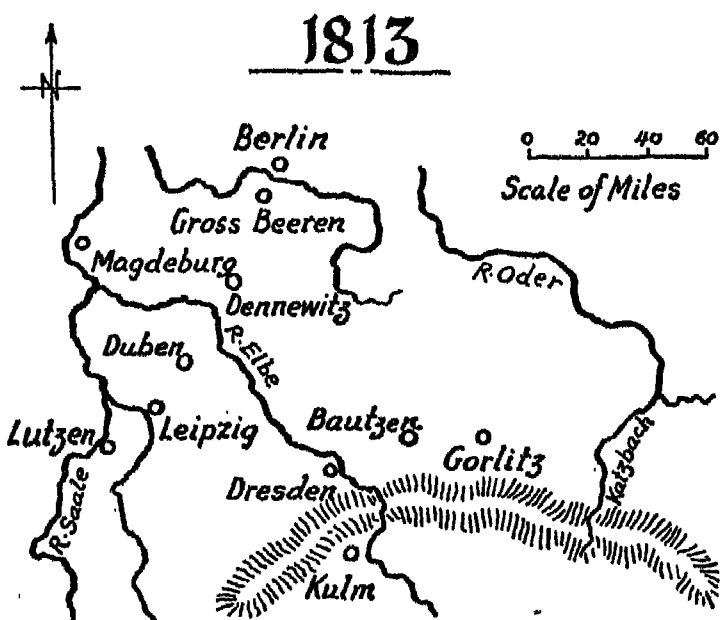 1813
N
0 20 40 60
Scale of Miles
Berlin
Gross Beeren
Magdeburg
Dennewitz
R. Oder
Duben
R. Elbe
Lutzen
Leipzig
Bautzen
Gorlitz
Katzbach
Dresden
R. Saale
Kulm